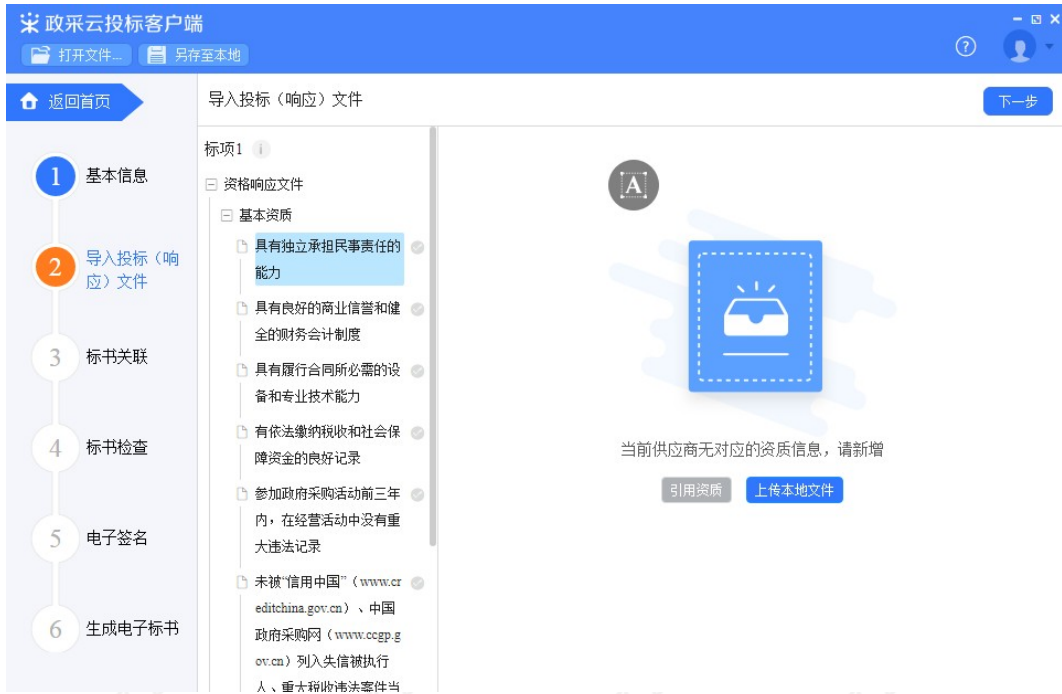 政采云投标客户端
打开文件... 另存至本地
返回首页
导入投标（响应）文件
下一步
1 基本信息
2 导入投标（响
应）文件
3 标书关联
4 标书检查
5 电子签名
6 生成电子标书
标项1
资格响应文件
基本资质
具有独立承担民事责任的
能力
具有良好的商业信誉和健
全的财务会计制度
具有履行合同所必需的设
备和专业技术能力
有依法缴纳税收和社会保
障资金的良好记录
参加政府采购活动前三年
内，在经营活动中没有重
大违法记录
未被“信用中国”（www.cr
editchina.gov.cn）、中国
政府采购网（www.ccgp.g
ov.cn）列入失信被执行
人、重大税收违法案件当
A
当前供应商无对应的资质信息，请新增
引用资质 上传本地文件